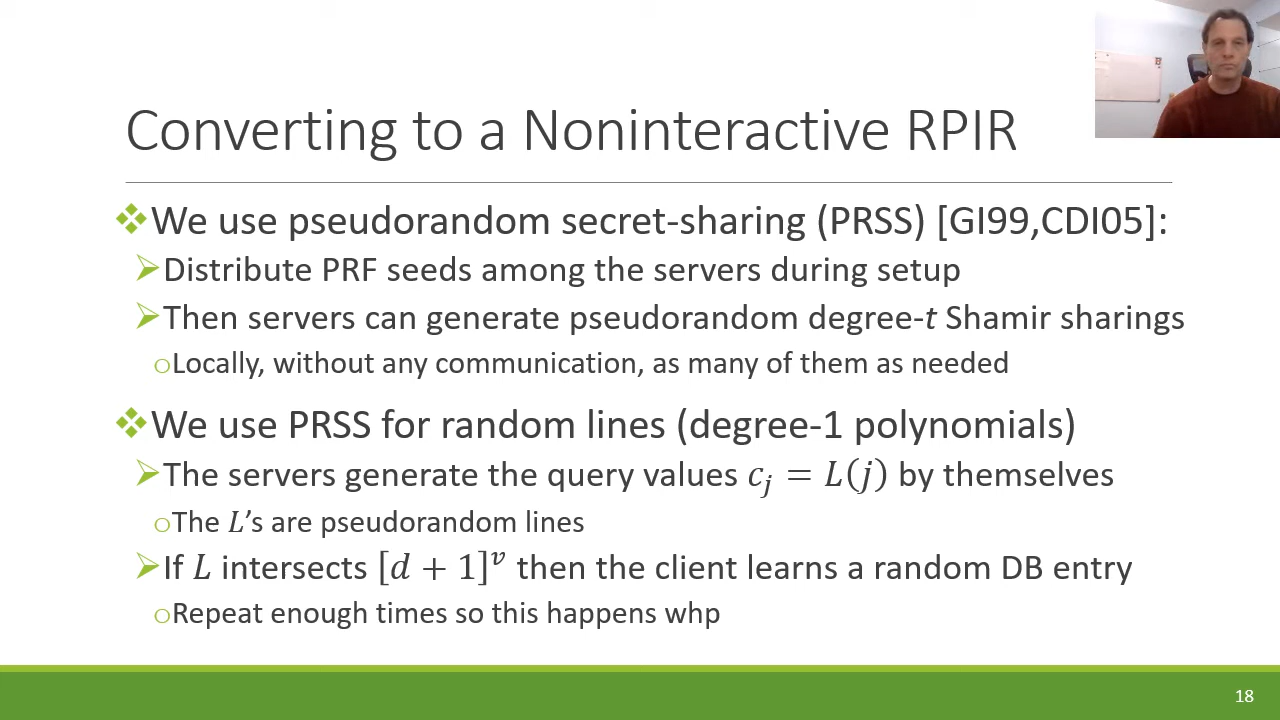 Converting to a Noninteractive RPIR
❖We use pseudorandom secret-sharing (PRSS) [GI99,CDI05]:
➢Distribute PRF seeds among the servers during setup
➢Then servers can generate pseudorandom degree-t Shamir sharings
oLocally, without any communication, as many of them as needed
❖We use PRSS for random lines (degree-1 polynomials)
➢The servers generate the query values c_j = L(j) by themselves
oThe L's are pseudorandom lines
➢If L intersects [d + 1]^v then the client learns a random DB entry
oRepeat enough times so this happens whp
18